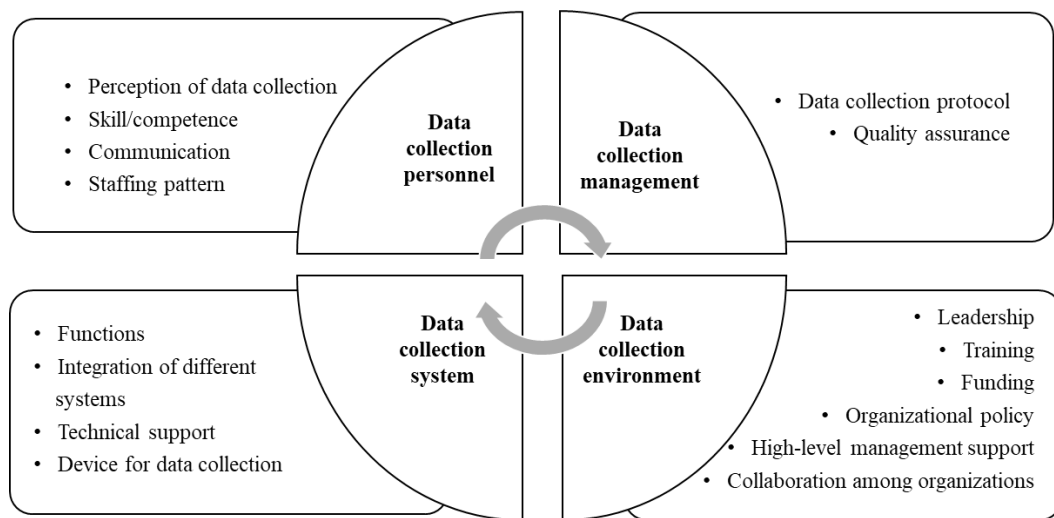 • Perception of data collection
• Skill/competence
• Communication
• Staffing pattern
Data
collection
personnel
Data
collection
management
• Data collection protocol
• Quality assurance
• Functions
• Integration of different
systems
• Technical support
• Device for data collection
Data
collection
system
Data
collection
environment
• Leadership
• Training
• Funding
• Organizational policy
• High-level management support
• Collaboration among organizations